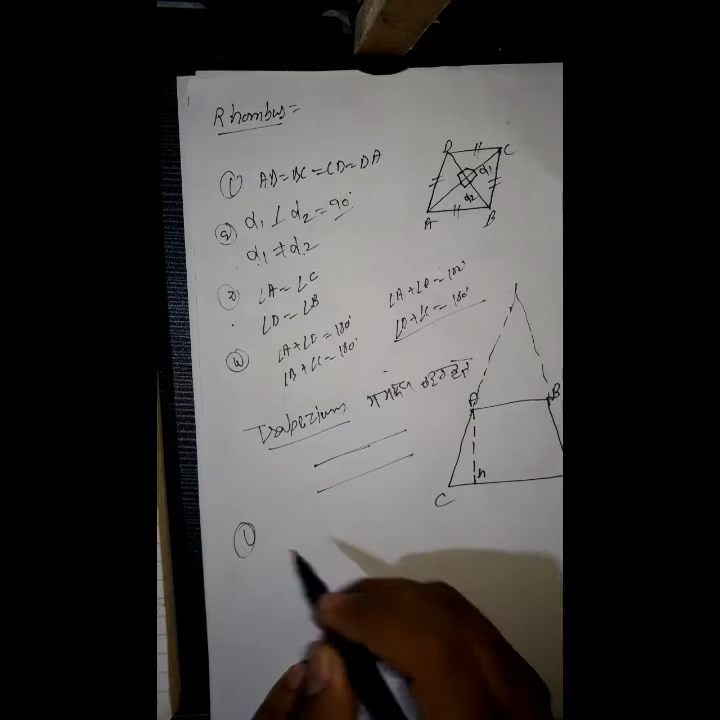 Rhombus =
① AB = BC = CD = DA
② d₁ ⊥ d₂ = 90°
d₁ ≠ d₂
③ ∠A = ∠C
∠D = ∠B
④ ∠A + ∠D = 180°
∠B + ∠C = 180°
∠A + ∠B = 180°
∠D + ∠C = 180°
D C
d₁
d₂
A B
Trapezium
A B
h
C
①